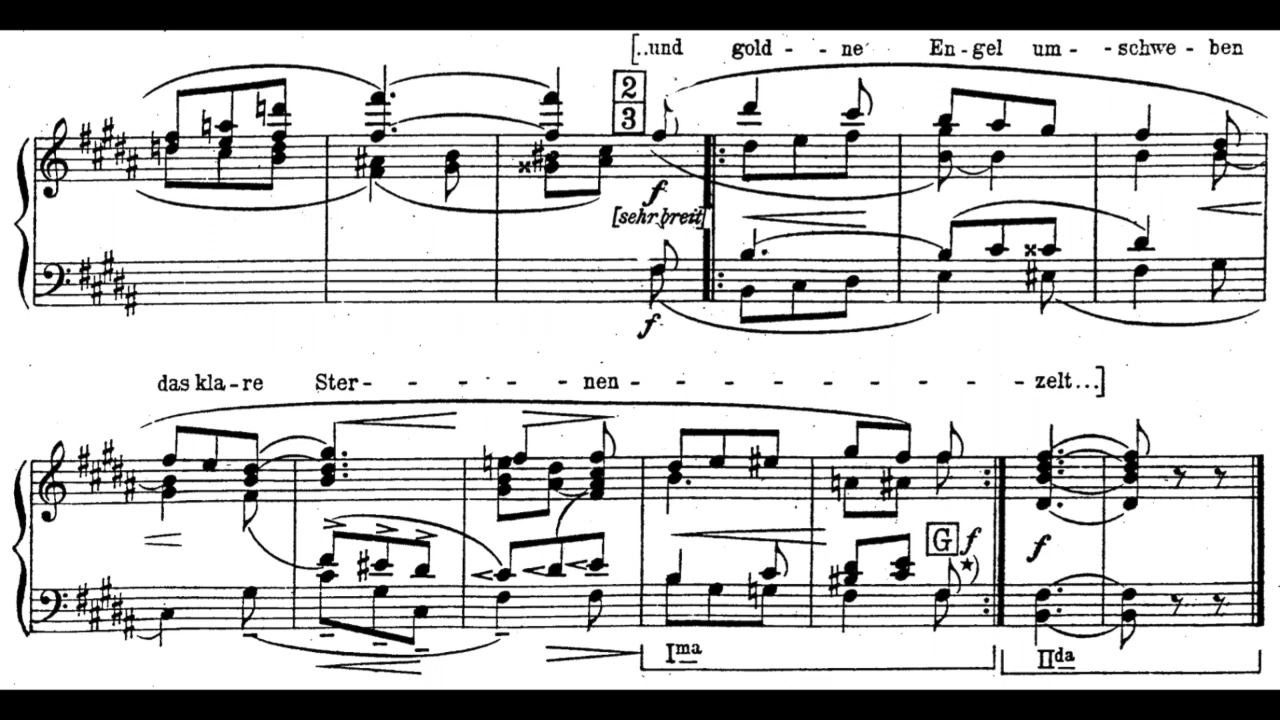 [..und gold - - ne En-gel um - - schwe - ben
2
3
f
[sehr breit]
f
das kla-re Ster- - - - - nen- - - - - - - - - zelt...]
G f
★)
f
Ima
IIda